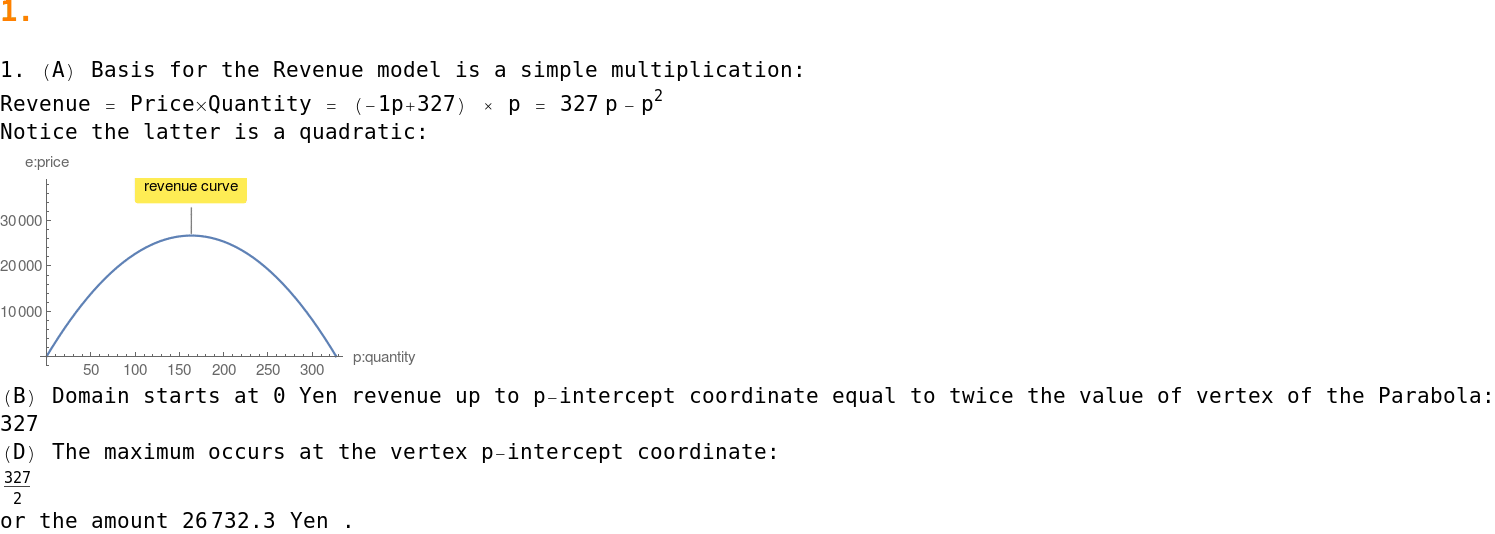 1.
1. (A) Basis for the Revenue model is a simple multiplication:
Revenue = Price×Quantity = (-1p+327) × p = 327 p - p²
Notice the latter is a quadratic:
e:price
revenue curve
30000
20000
10000
50 100 150 200 250 300
p:quantity
(B) Domain starts at 0 Yen revenue up to p-intercept coordinate equal to twice the value of vertex of the Parabola:
327
(D) The maximum occurs at the vertex p-intercept coordinate:
327
2
or the amount 26732.3 Yen .